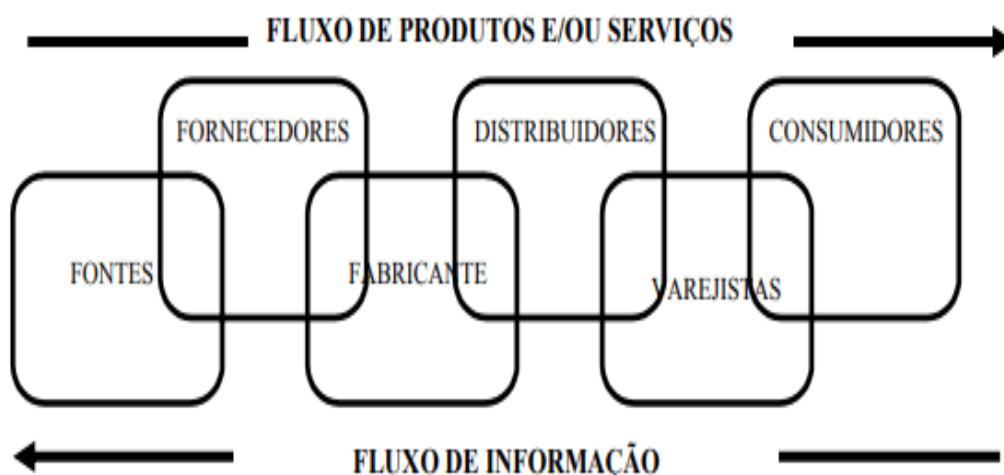 FLUXO DE PRODUTOS E/OU SERVIÇOS
FORNECEDORES
DISTRIBUIDORES
CONSUMIDORES
FONTES
FABRICANTE
VAREJISTAS
FLUXO DE INFORMAÇÃO